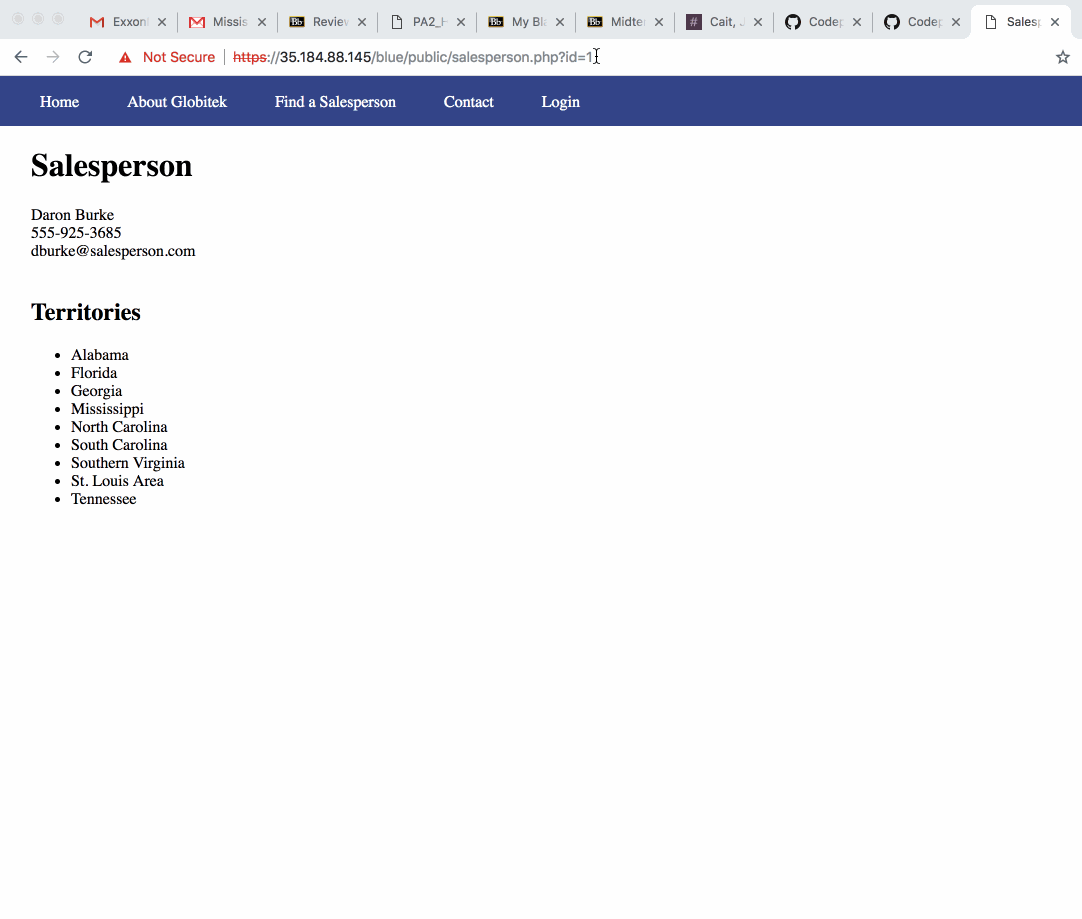 Exxon Missis Review PA2_H My Bla Midte Cait, J Codep Codep Salesp
Not Secure https://35.184.88.145/blue/public/salesperson.php?id=1
Home About Globitek Find a Salesperson Contact Login
Salesperson
Daron Burke
555-925-3685
dburke@salesperson.com
Territories
Alabama
Florida
Georgia
Mississippi
North Carolina
South Carolina
Southern Virginia
St. Louis Area
Tennessee